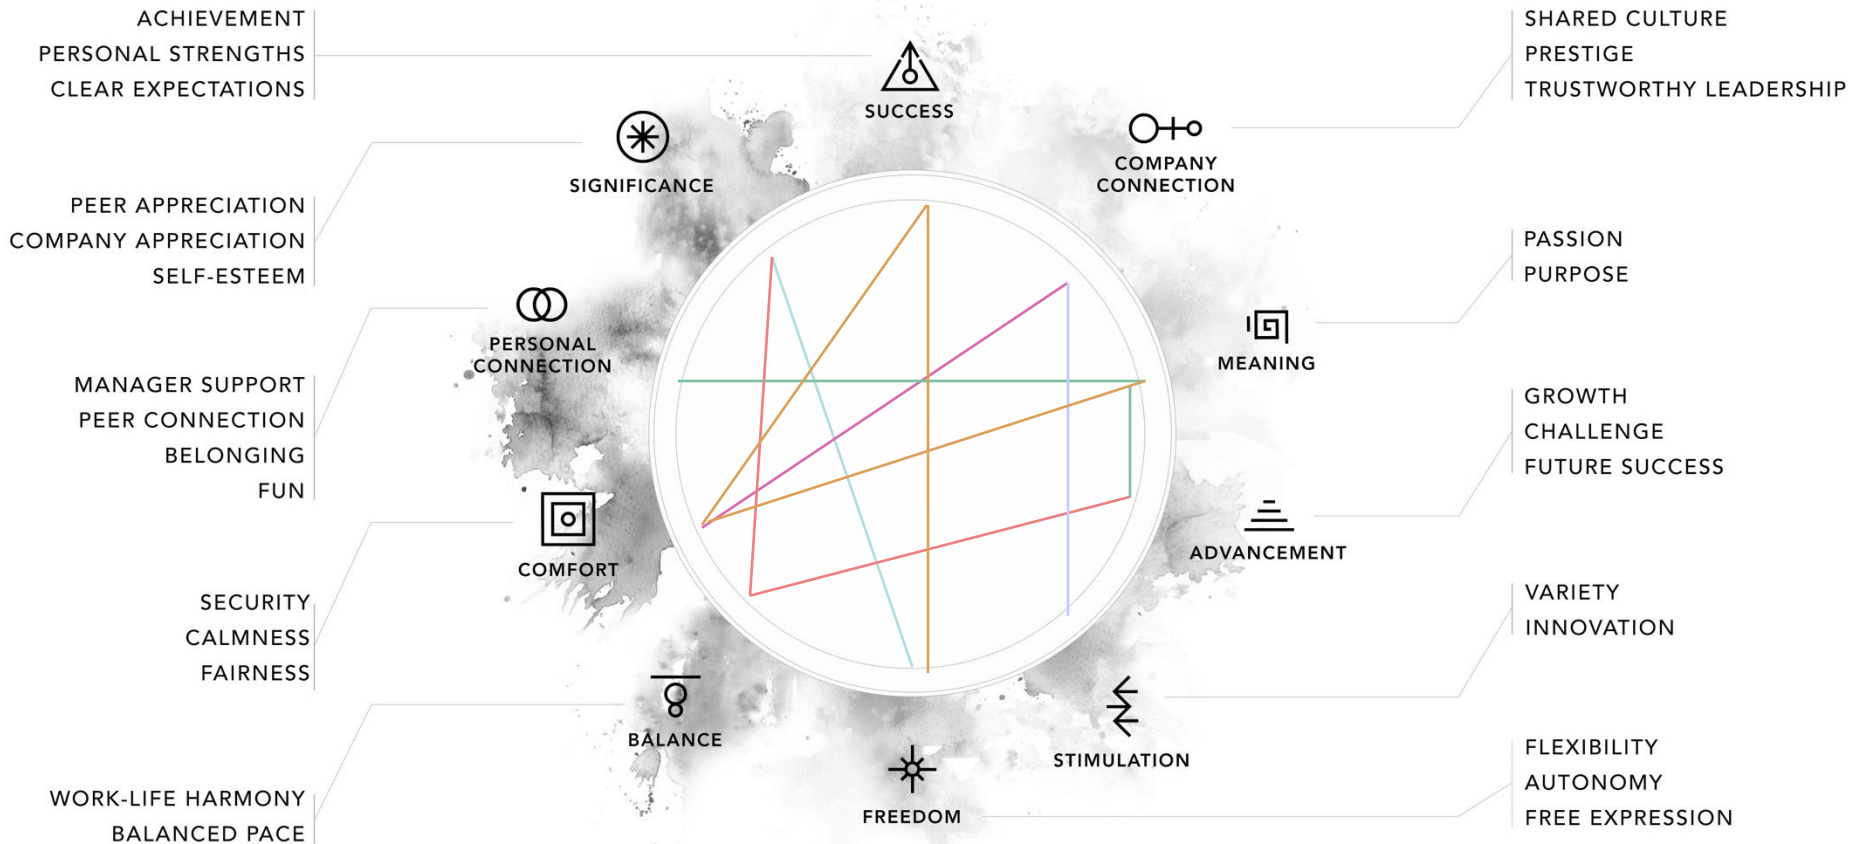 ACHIEVEMENT
PERSONAL STRENGTHS
CLEAR EXPECTATIONS
SUCCESS
SHARED CULTURE
PRESTIGE
TRUSTWORTHY LEADERSHIP
COMPANY
CONNECTION
SIGNIFICANCE
PEER APPRECIATION
COMPANY APPRECIATION
SELF-ESTEEM
PASSION
PURPOSE
MEANING
PERSONAL
CONNECTION
MANAGER SUPPORT
PEER CONNECTION
BELONGING
FUN
GROWTH
CHALLENGE
FUTURE SUCCESS
ADVANCEMENT
COMFORT
SECURITY
CALMNESS
FAIRNESS
VARIETY
INNOVATION
STIMULATION
BALANCE
WORK-LIFE HARMONY
BALANCED PACE
FREEDOM
FLEXIBILITY
AUTONOMY
FREE EXPRESSION